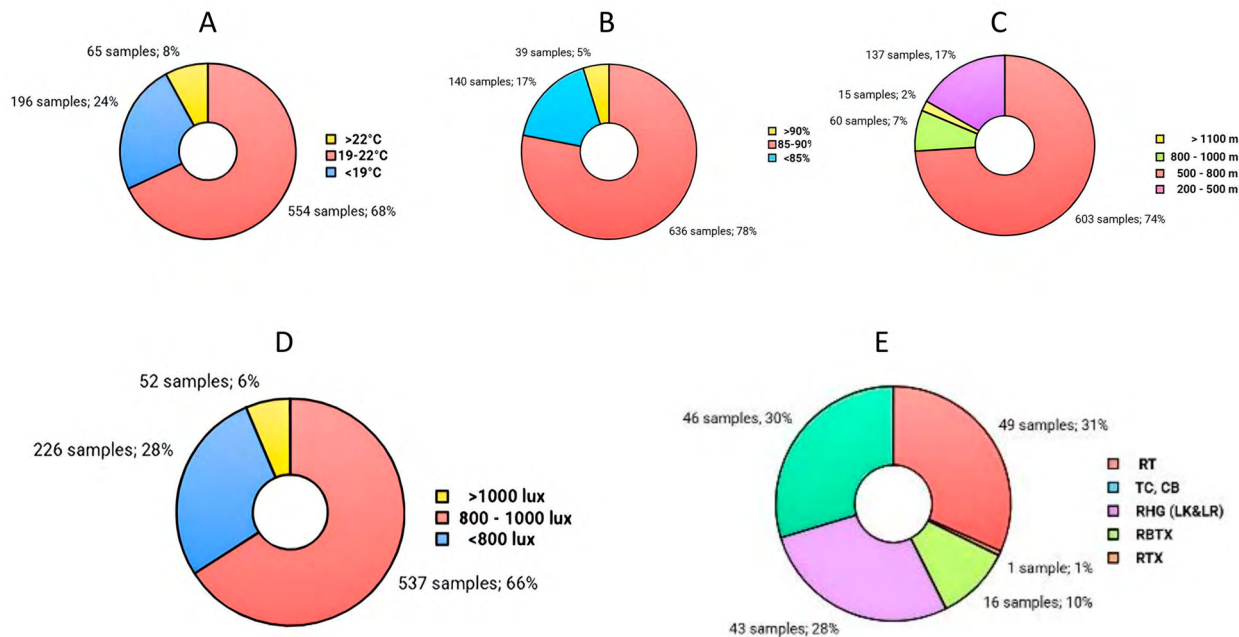 A
65 samples; 8%
196 samples; 24%
554 samples; 68%
>22°C
19-22°C
<19°C
B
39 samples; 5%
140 samples; 17%
636 samples; 78%
>90%
85-90%
<85%
C
137 samples, 17%
15 samples; 2%
60 samples; 7%
603 samples; 74%
> 1100 m
800 - 1000 m
500 - 800 m
200 - 500 m
D
52 samples; 6%
226 samples; 28%
537 samples; 66%
>1000 lux
800 - 1000 lux
<800 lux
E
46 samples, 30%
49 samples; 31%
1 sample; 1%
16 samples; 10%
43 samples; 28%
RT
TC, CB
RHG (LK&LR)
RBTX
RTX